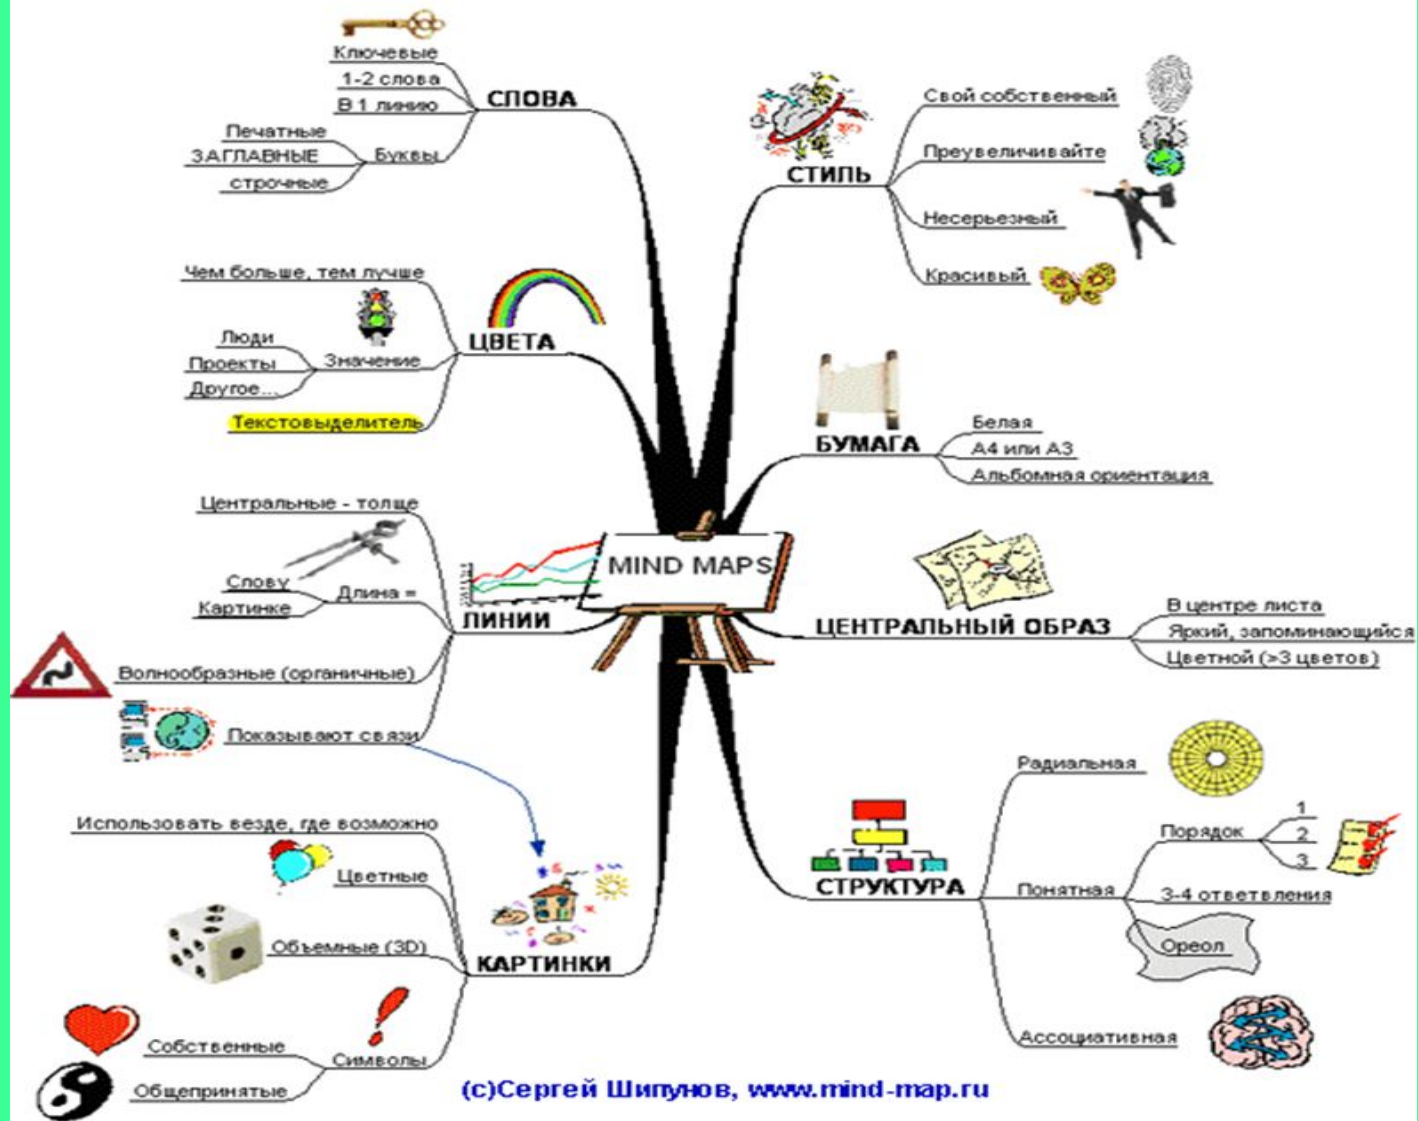 Ключевые
1-2 слова
В 1 линию
СЛОВА
Печатные
ЗАГЛАВНЫЕ
строчные
Буквы
Чем больше, тем лучше
ЦВЕТА
Люди
Проекты
Другое...
Значение
Текстовыделитель
Центральные - толще
Слову
Картинке
Длина =
ЛИНИИ
Волнообразные (органичные)
Показывают связи
Использовать везде, где возможно
Цветные
Объемные (3D)
КАРТИНКИ
Собственные
Общепринятые
Символы
MIND MAPS
СТИЛЬ
Свой собственный
Преувеличивайте
Несерьезный
Красивый
БУМАГА
Белая
А4 или А3
Альбомная ориентация
ЦЕНТРАЛЬНЫЙ ОБРАЗ
В центре листа
Яркий, запоминающийся
Цветной (>3 цветов)
СТРУКТУРА
Радиальная
Понятная
Порядок
1
2
3
3-4 ответвления
Ореол
Ассоциативная
(c)Сергей Шипунов, www.mind-map.ru